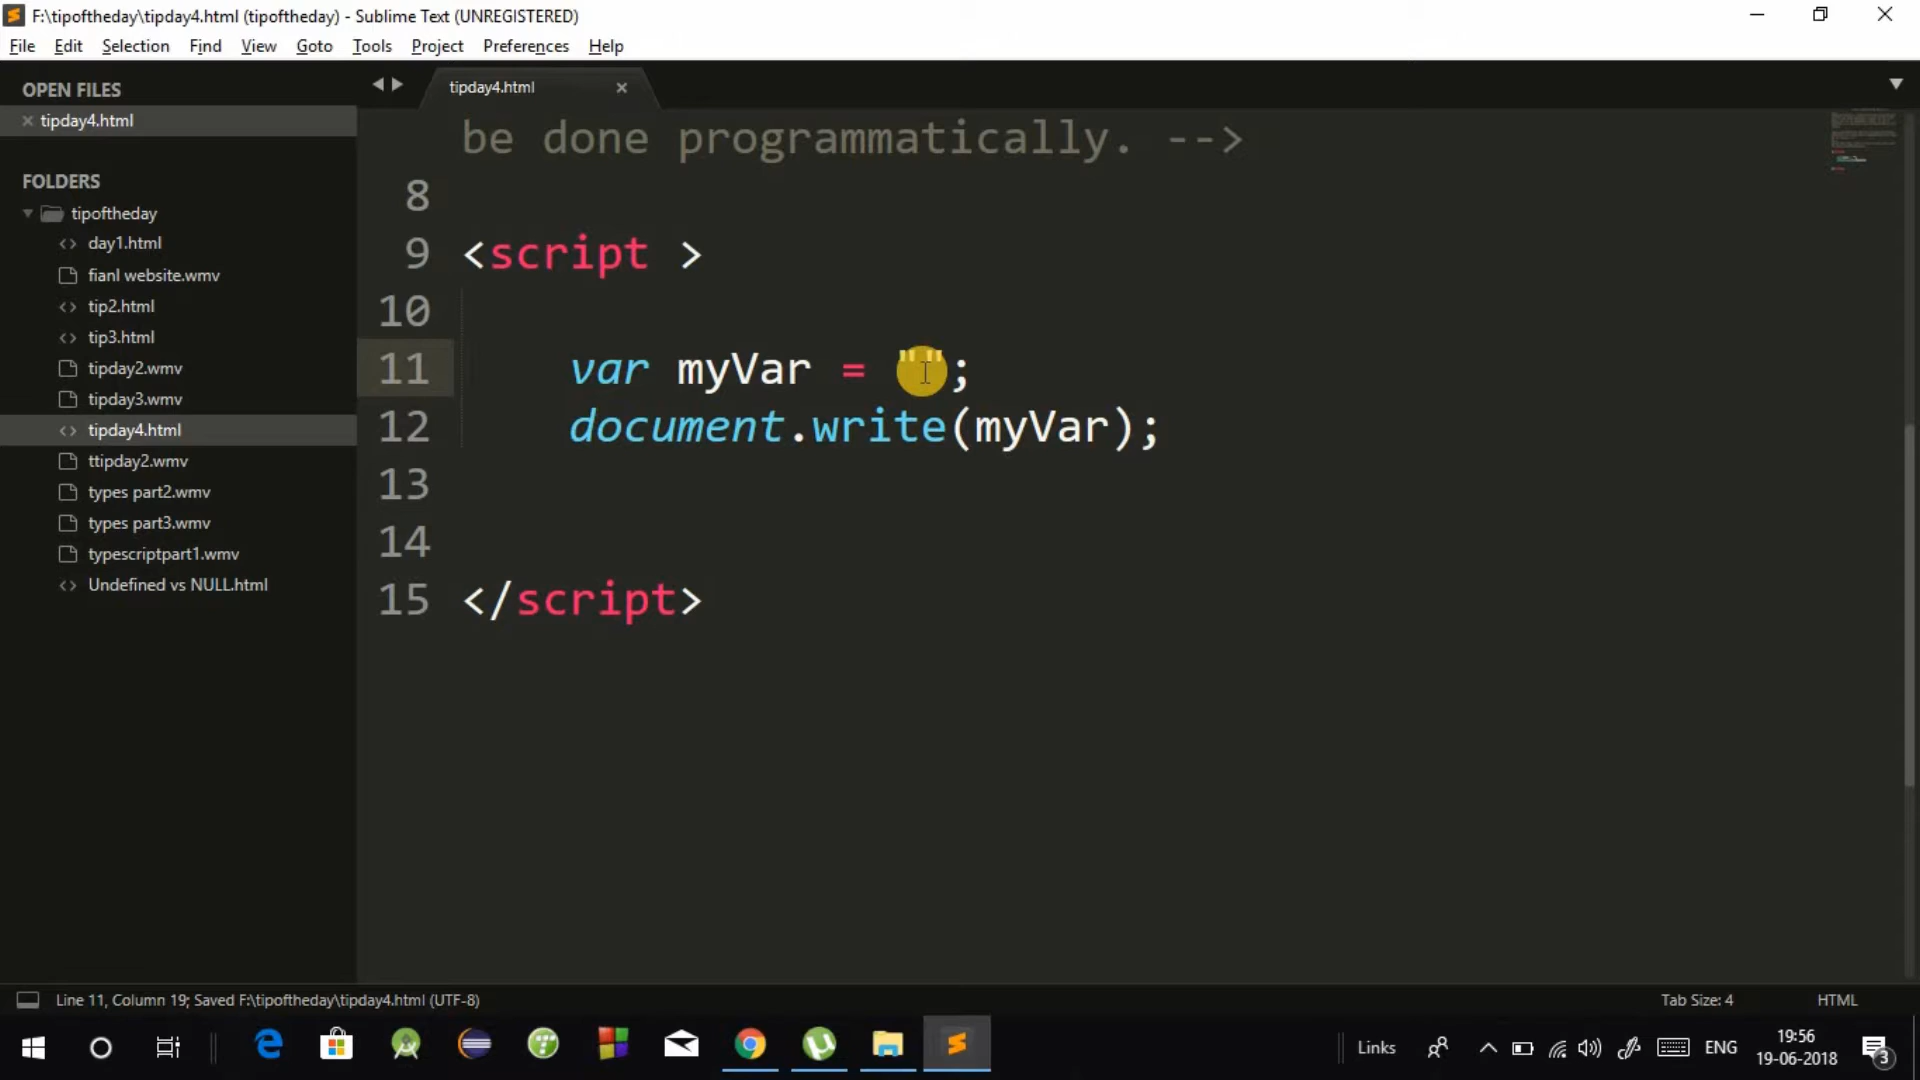 F:\tipoftheday\tipday4.html (tipoftheday) - Sublime Text (UNREGISTERED)
File Edit Selection Find View Goto Tools Project Preferences Help
OPEN FILES
tipday4.html
tipday4.html
FOLDERS
tipoftheday
day1.html
fianl website.wmv
tip2.html
tip3.html
tipday2.wmv
tipday3.wmv
tipday4.html
ttipday2.wmv
types part2.wmv
types part3.wmv
typescriptpart1.wmv
Undefined vs NULL.html
be done programmatically. -->
8
9 <script >
10
11 var myVar = "";
12 document.write(myVar);
13
14
15 </script>
Line 11, Column 19; Saved F:\tipoftheday\tipday4.html (UTF-8)
Tab Size: 4
HTML
Links
ENG
19:56
19-06-2018
3